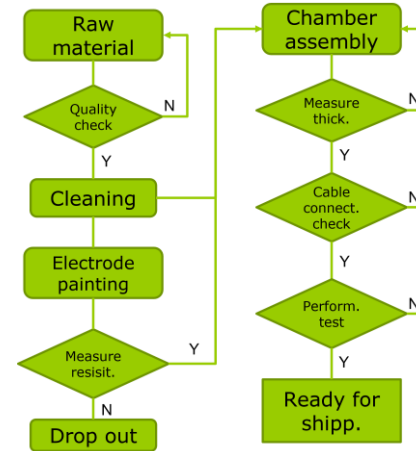 Raw
material
Quality
check
N
Y
Cleaning
Electrode
painting
Measure
resisit.
Y
N
Drop out
Chamber
assembly
Measure
thick.
N
Y
Cable
connect.
check
N
Y
Perform.
test
N
Y
Ready for
shipp.